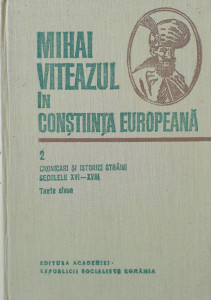 MIHAI
VITEAZUL
ÎN
CONȘTIINȚA EUROPEANĂ
2
CRONICARI ȘI ISTORICI STRĂINI
SECOLELE XVI—XVIII
Texte alese
EDITURA ACADEMIEI
REPUBLICII SOCIALISTE ROMÂNIA